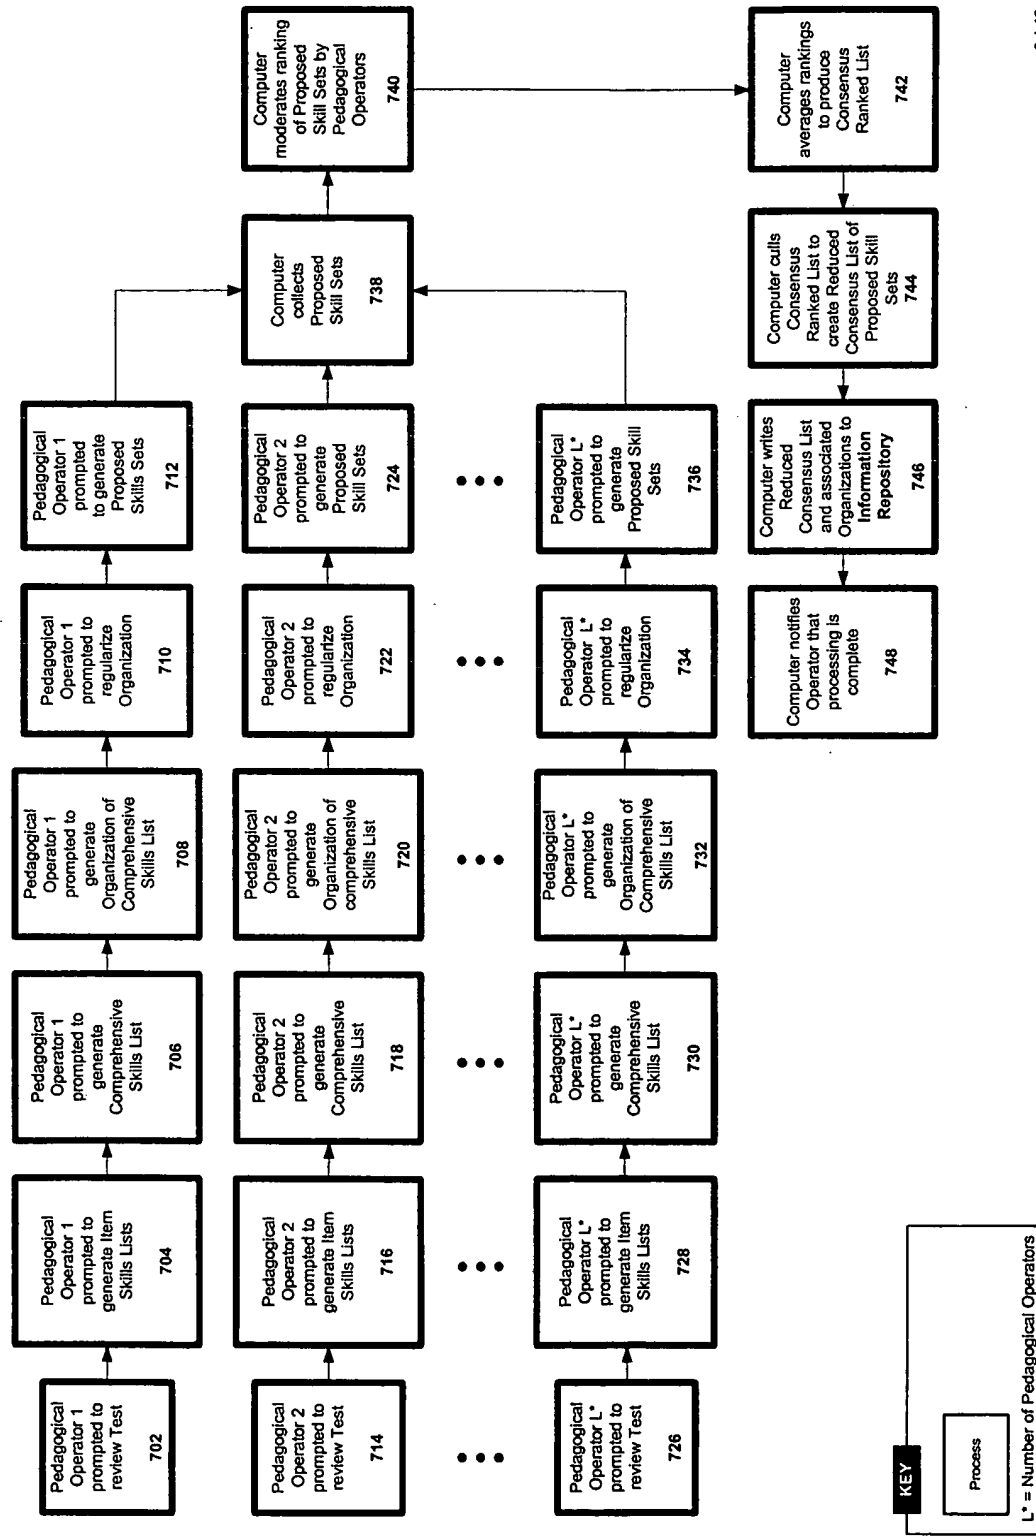 Pedagogical
Operator 1
prompted to
review Test
702
Pedagogical
Operator 1
prompted to
generate Item
Skills Lists
704
Pedagogical
Operator 1
prompted to
generate
Comprehensive
Skills List
706
Pedagogical
Operator 1
prompted to
generate
Organization of
Comprehensive
Skills List
708
Pedagogical
Operator 1
prompted to
regularize
Organization
710
Pedagogical
Operator 1
prompted
to generate
Proposed
Skills Sets
712
Pedagogical
Operator 2
prompted to
review Test
714
Pedagogical
Operator 2
prompted to
generate Item
Skills Lists
716
Pedagogical
Operator 2
prompted to
generate
Comprehensive
Skills List
718
Pedagogical
Operator 2
prompted to
generate
Organization of
comprehensive
Skills List
720
Pedagogical
Operator 2
prompted to
regularize
Organization
722
Pedagogical
Operator 2
prompted to
generate
Proposed
Skill Sets
724
Computer
collects
Proposed
Skill Sets
738
Computer
moderates ranking
of Proposed
Skill Sets by
Pedagogical
Operators
740
Pedagogical
Operator L*
prompted to
review Test
726
Pedagogical
Operator L*
prompted to
generate Item
Skills Lists
728
Pedagogical
Operator L*
prompted to
generate
Comprehensive
Skills List
730
Pedagogical
Operator L*
prompted to
generate
Organization of
Comprehensive
Skills List
732
Pedagogical
Operator L*
prompted to
regularize
Organization
734
Pedagogical
Operator L*
prompted to
generate
Proposed Skill
Sets
736
Computer
averages rankings
to produce
Consensus
Ranked List
742
Computer culls
Consensus
Ranked List to
create Reduced
Consensus List of
Proposed Skill
Sets
744
Computer writes
Reduced
Consensus List
and associated
Organizations to
Information
Repository
746
Computer notifies
Operator that
processing is
complete
748
KEY
Process
L* = Number of Pedagogical Operators